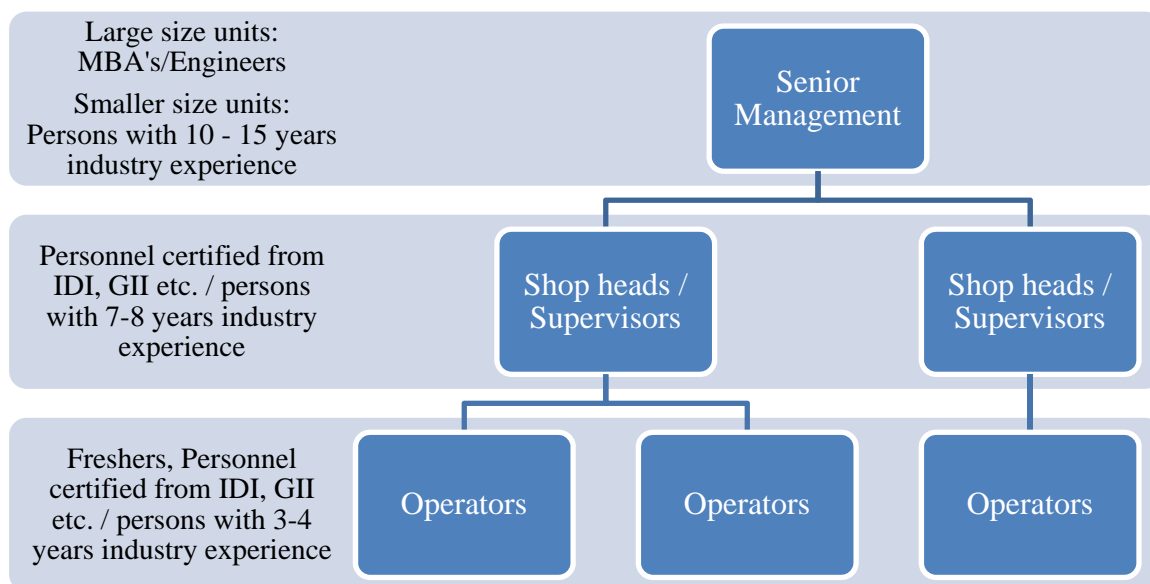 Large size units:
MBA's/Engineers
Smaller size units:
Persons with 10 - 15 years
industry experience
Senior
Management
Personnel certified from
IDI, GII etc. / persons
with 7-8 years industry
experience
Shop heads /
Supervisors
Shop heads /
Supervisors
Freshers, Personnel
certified from IDI, GII
etc. / persons with 3-4
years industry experience
Operators
Operators
Operators